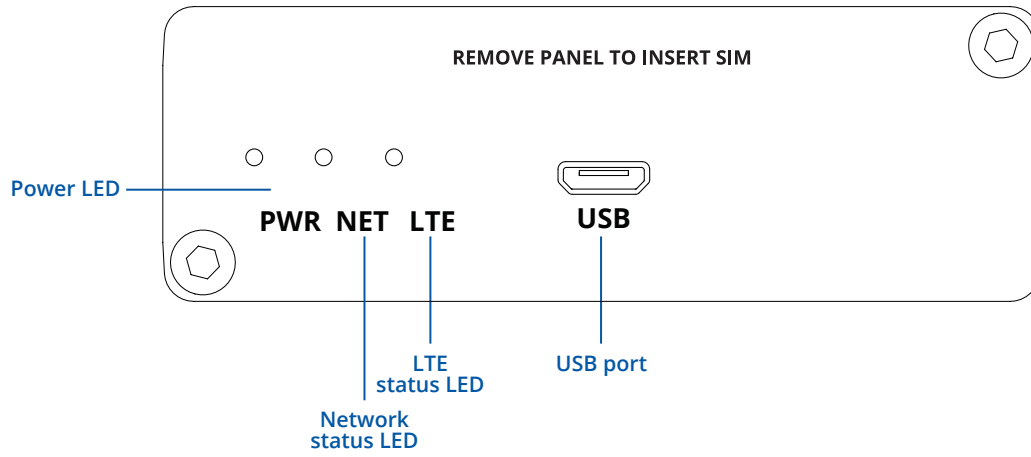 REMOVE PANEL TO INSERT SIM
Power LED
PWR NET LTE
USB
LTE
status LED
USB port
Network
status LED